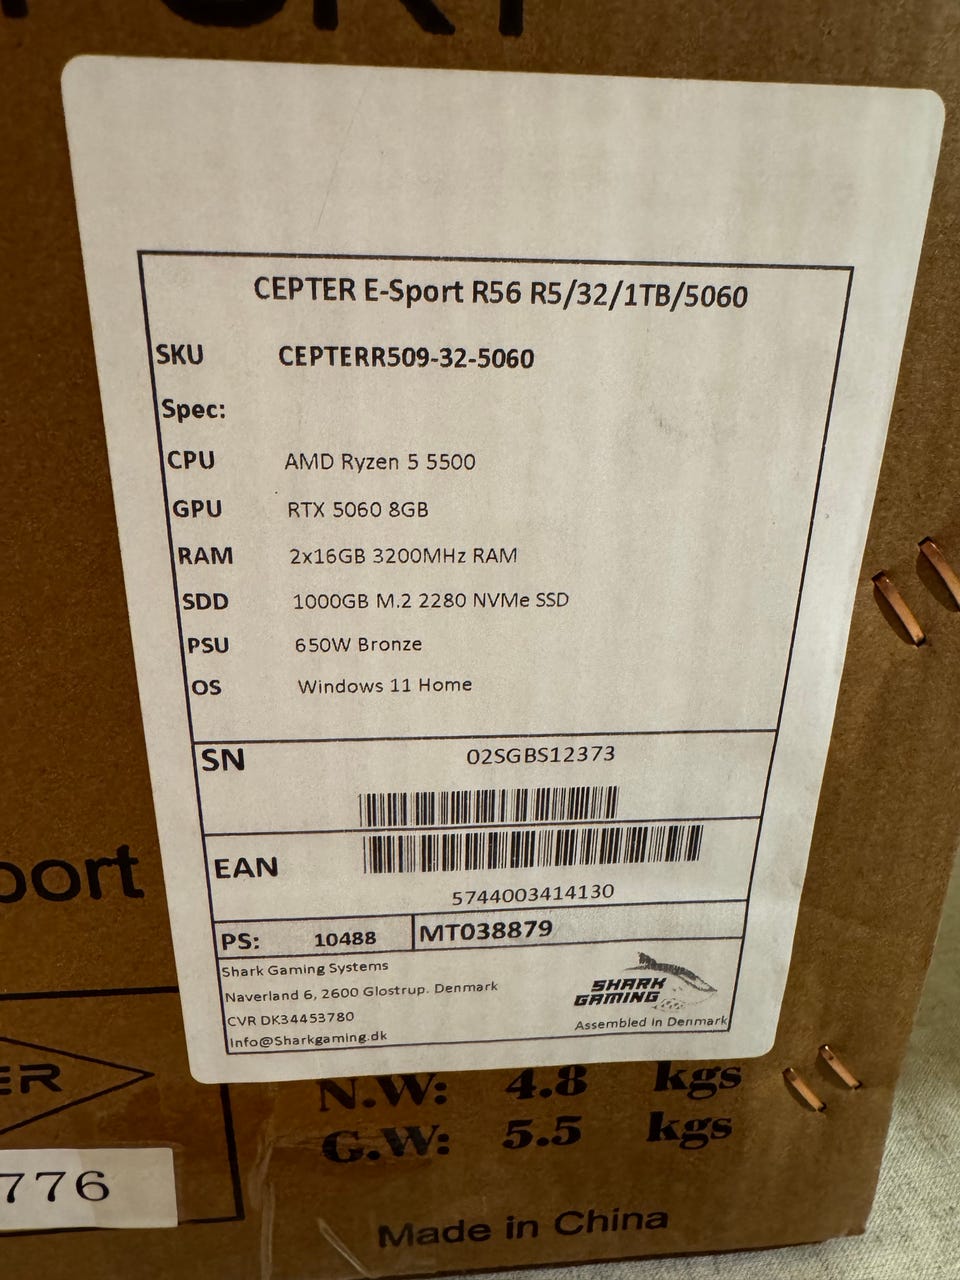 CEPTER E-Sport R56 R5/32/1TB/5060
SKU CEPTERR509-32-5060
Spec:
CPU AMD Ryzen 5 5500
GPU RTX 5060 8GB
RAM 2x16GB 3200MHz RAM
SDD 1000GB M.2 2280 NVMe SSD
PSU 650W Bronze
OS Windows 11 Home
SN 02SGBS12373
EAN
5744003414130
PS: 10488 MT038879
Shark Gaming Systems
Naverland 6, 2600 Glostrup. Denmark
CVR DK34453780
Info@Sharkgaming.dk
SHARK
GAMING
Assembled in Denmark
port
ER
776
N.W: 4.8 kgs
G.W: 5.5 kgs
Made in China